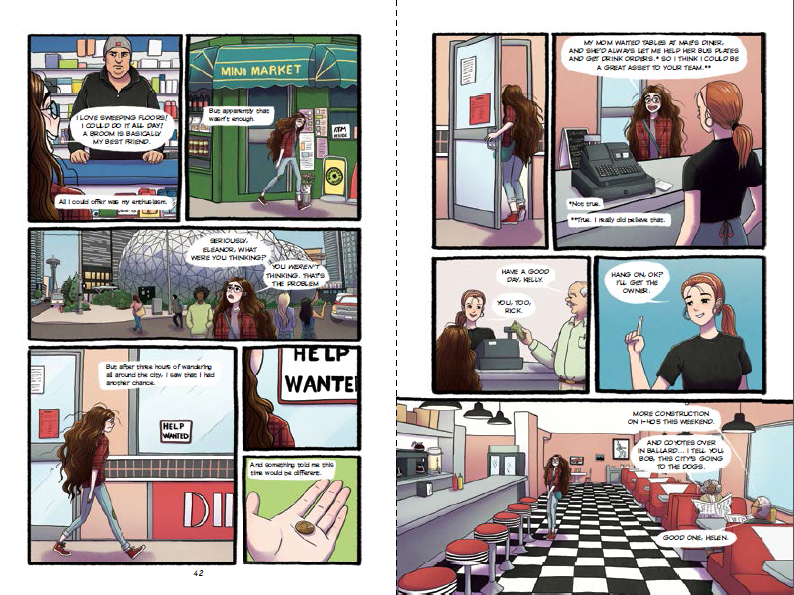 I LOVE SWEEPING FLOORS!
I COULD DO IT ALL DAY!
A BROOM IS BASICALLY
MY BEST FRIEND.
All I could offer was my enthusiasm.
MINI MARKET
But apparently that
wasn't enough.
ATM
INSIDE
SERIOUSLY,
ELEANOR, WHAT
WERE YOU THINKING?
YOU WEREN'T
THINKING. THAT'S
THE PROBLEM
But after three hours of wandering
all around the city, I saw that I had
another chance.
HELP
WANTED
DI
HELP
WANTE
And something told me this
time would be different.
42
MY MOM WAITED TABLES AT MAE'S DINER,
AND SHE'D ALWAYS LET ME HELP HER BUS PLATES
AND GET DRINK ORDERS.* SO I THINK I COULD BE
A GREAT ASSET TO YOUR TEAM.**
*Not true.
**True. I really did believe that.
HAVE A GOOD
DAY, KELLY.
YOU, TOO,
RICK.
HANG ON, OK?
I'LL GET THE
OWNER.
MORE CONSTRUCTION
ON I-405 THIS WEEKEND.
AND COYOTES OVER
IN BALLARD... I TELL YOU,
BOB, THIS CITY'S GOING
TO THE DOGS.
GOOD ONE, HELEN.